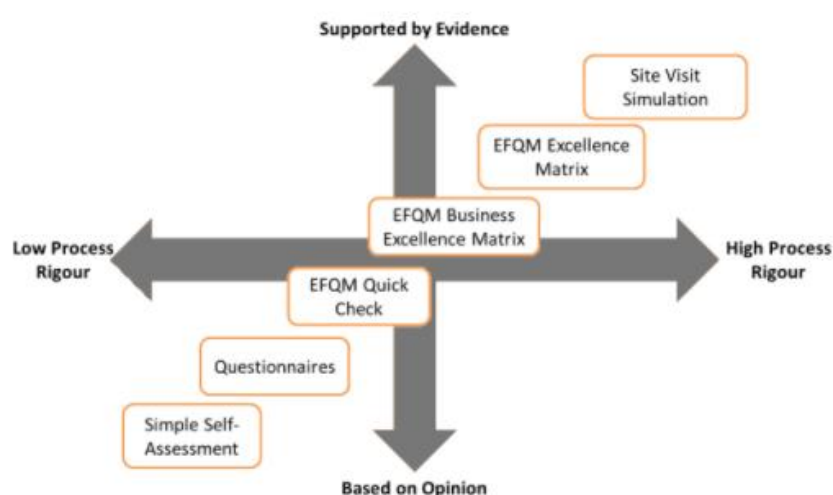 Supported by Evidence
Site Visit
Simulation
EFQM Excellence
Matrix
EFQM Business
Excellence Matrix
Low Process
Rigour
High Process
Rigour
EFQM Quick
Check
Questionnaires
Simple Self-
Assessment
Based on Opinion